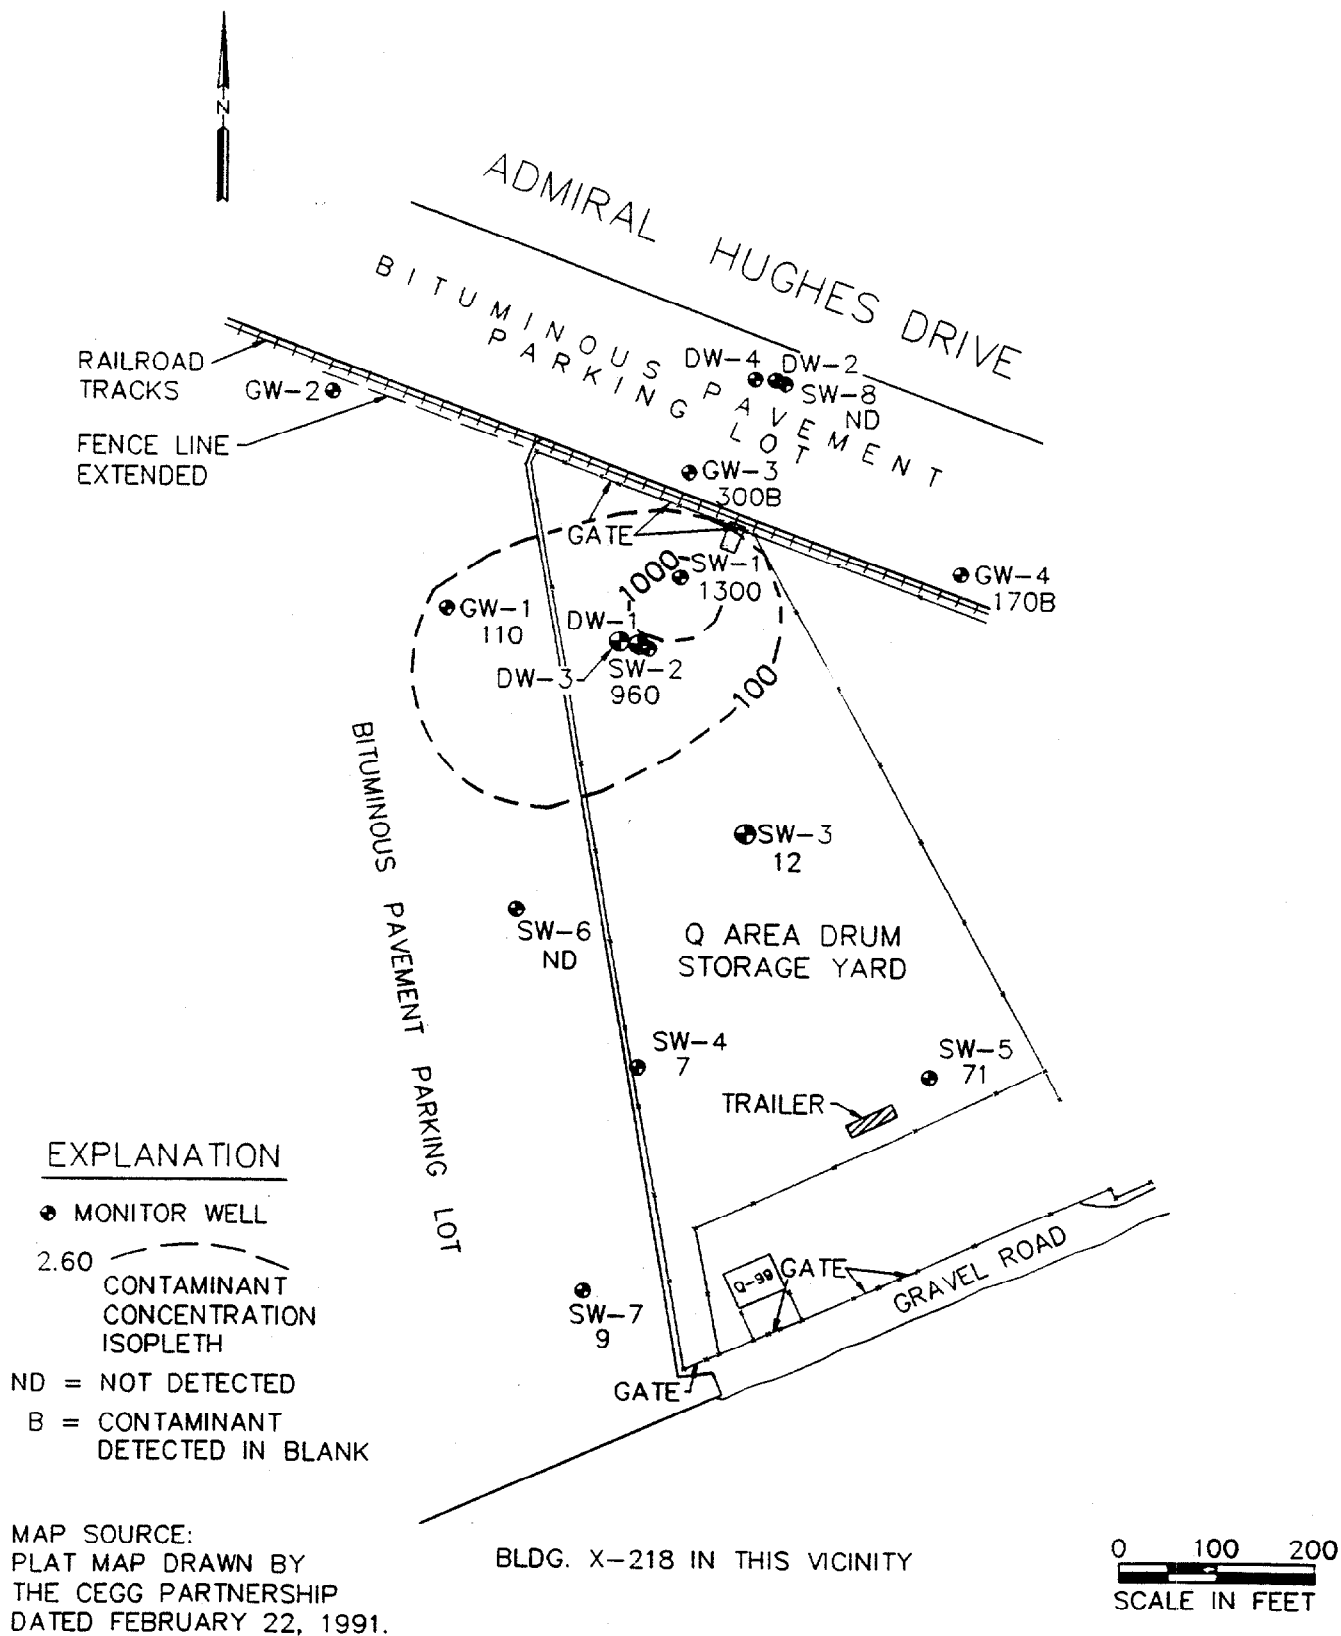 N
ADMIRAL HUGHES DRIVE
BITUMINOUS PAVEMENT
PARKING LOT
RAILROAD
TRACKS
GW-2
FENCE LINE
EXTENDED
DW-4
DW-2
SW-8
ND
GW-3
300B
GATE
1000
SW-1
1300
GW-4
170B
GW-1
110
DW-1
DW-3
SW-2
960
100
BITUMINOUS PAVEMENT PARKING LOT
SW-3
12
SW-6
ND
Q AREA DRUM
STORAGE YARD
SW-4
7
SW-5
71
TRAILER
EXPLANATION
MONITOR WELL
2.60
CONTAMINANT
CONCENTRATION
ISOPLETH
ND = NOT DETECTED
B = CONTAMINANT
DETECTED IN BLANK
SW-7
9
GATE
GRAVEL ROAD
GATE
MAP SOURCE:
PLAT MAP DRAWN BY
THE CEGG PARTNERSHIP
DATED FEBRUARY 22, 1991.
BLDG. X-218 IN THIS VICINITY
0 100 200
SCALE IN FEET